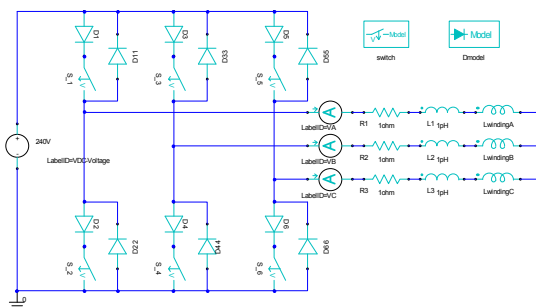 D1
D11
S_1
D3
D33
S_3
D5
D55
S_5
Model
switch
Model
Dmodel
240V
LabelID=VDC-Voltage
LabelID=VA
R1
1ohm
L1
1pH
LwindingA
LabelID=VB
R2
1ohm
L2
1pH
LwindingB
LabelID=VC
R3
1ohm
L3
1pH
LwindingC
D2
D22
S_2
D4
D44
S_4
D6
D66
S_6
0